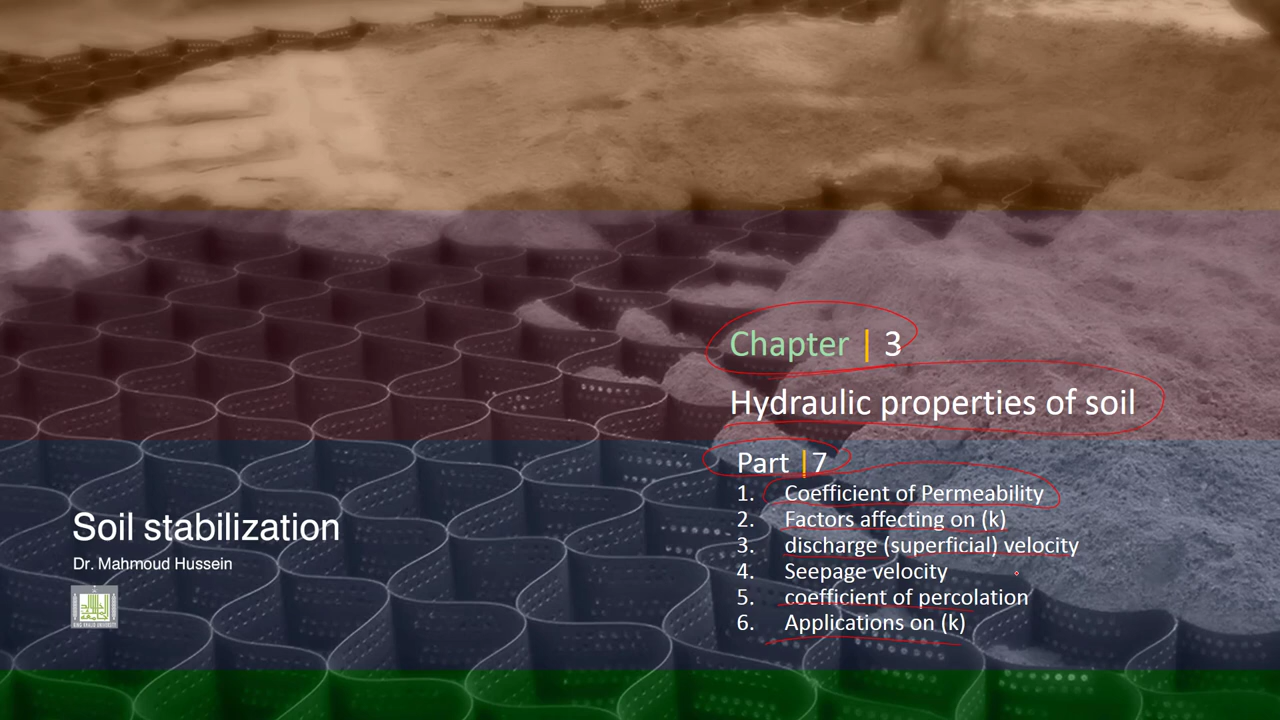 Chapter | 3
Hydraulic properties of soil
Part |7
1. Coefficient of Permeability
2. Factors affecting on (k)
3. discharge (superficial) velocity
4. Seepage velocity
5. coefficient of percolation
6. Applications on (k)
Soil stabilization
Dr. Mahmoud Hussein